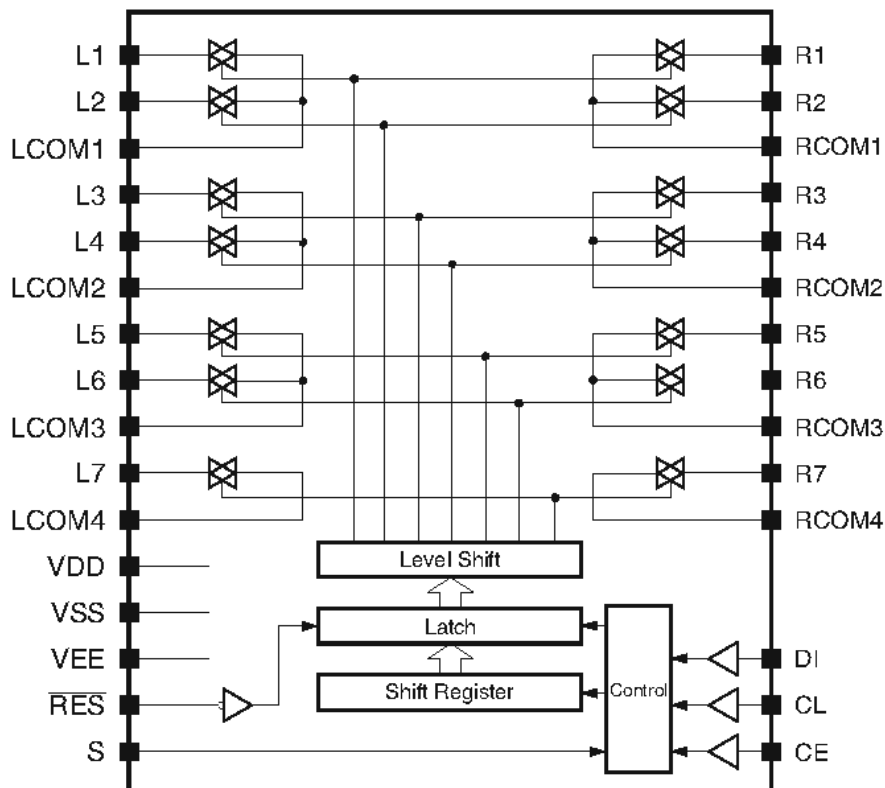 L1
L2
LCOM1
L3
L4
LCOM2
L5
L6
LCOM3
L7
LCOM4
VDD
VSS
VEE
RES
S
R1
R2
RCOM1
R3
R4
RCOM2
R5
R6
RCOM3
R7
RCOM4
DI
CL
CE
Level Shift
Latch
Shift Register
Control